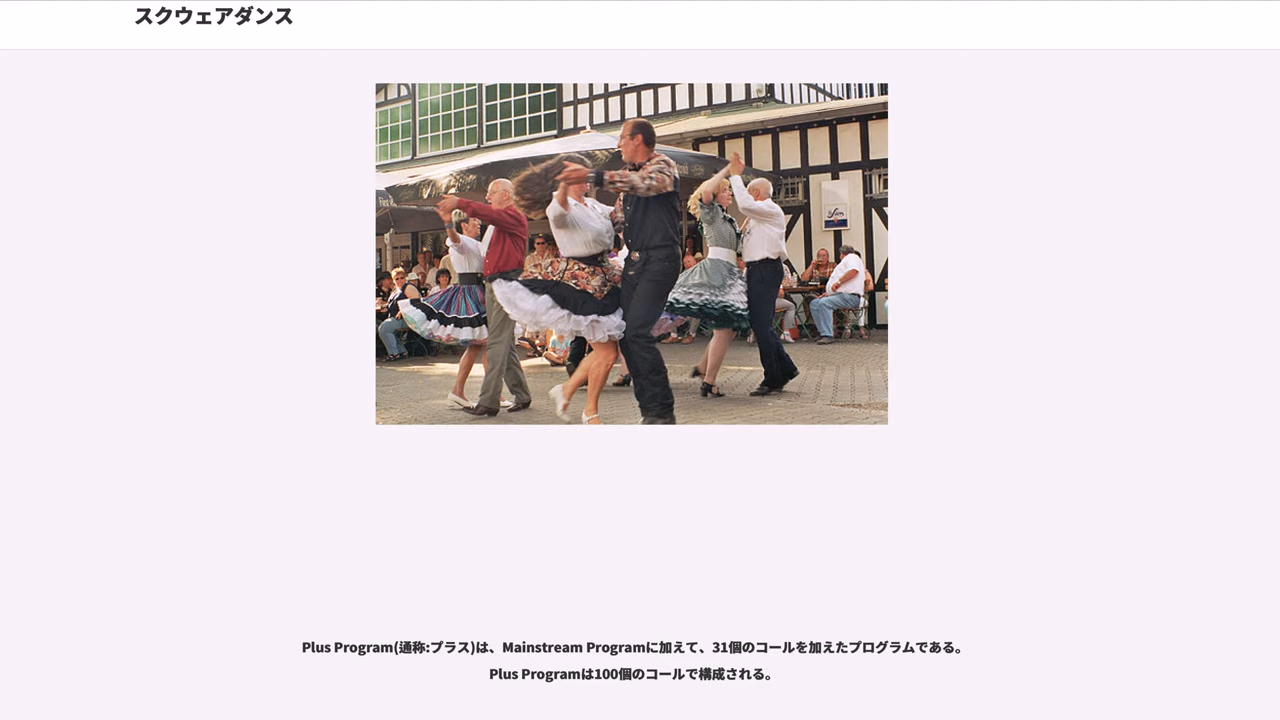 スクウェアダンス
Plus Program(通称:プラス)は、Mainstream Programに加えて、31個のコールを加えたプログラムである。
Plus Programは100個のコールで構成される。